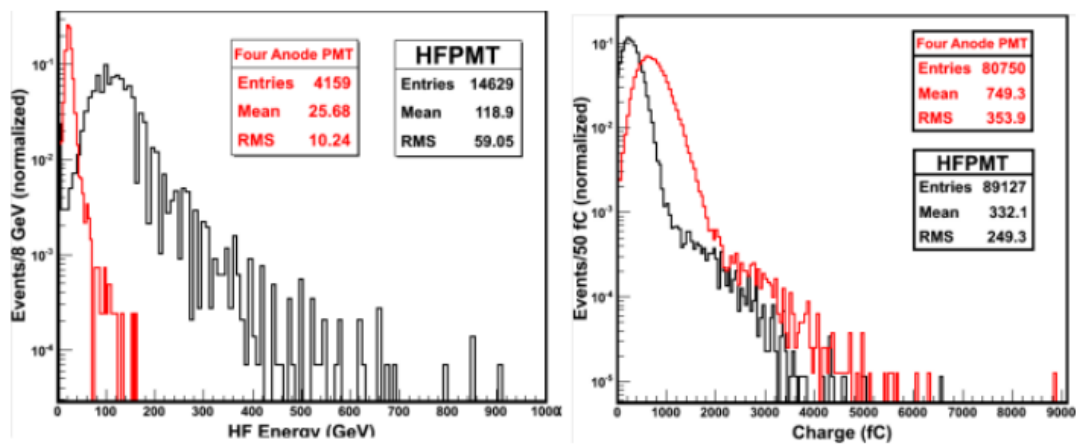 Four Anode PMT
Entries 4159
Mean 25.68
RMS 10.24
HFPMT
Entries 14629
Mean 118.9
RMS 59.05
Events/8 GeV (normalized)
10-1
10-2
10-3
10-4
0 100 200 300 400 500 600 700 800 900 1000
HF Energy (GeV)
Four Anode PMT
Entries 80750
Mean 749.3
RMS 353.9
HFPMT
Entries 89127
Mean 332.1
RMS 249.3
Events/50 fC (normalized)
10-1
10-2
10-3
10-4
10-5
0 1000 2000 3000 4000 5000 6000 7000 8000 9000
Charge (fC)